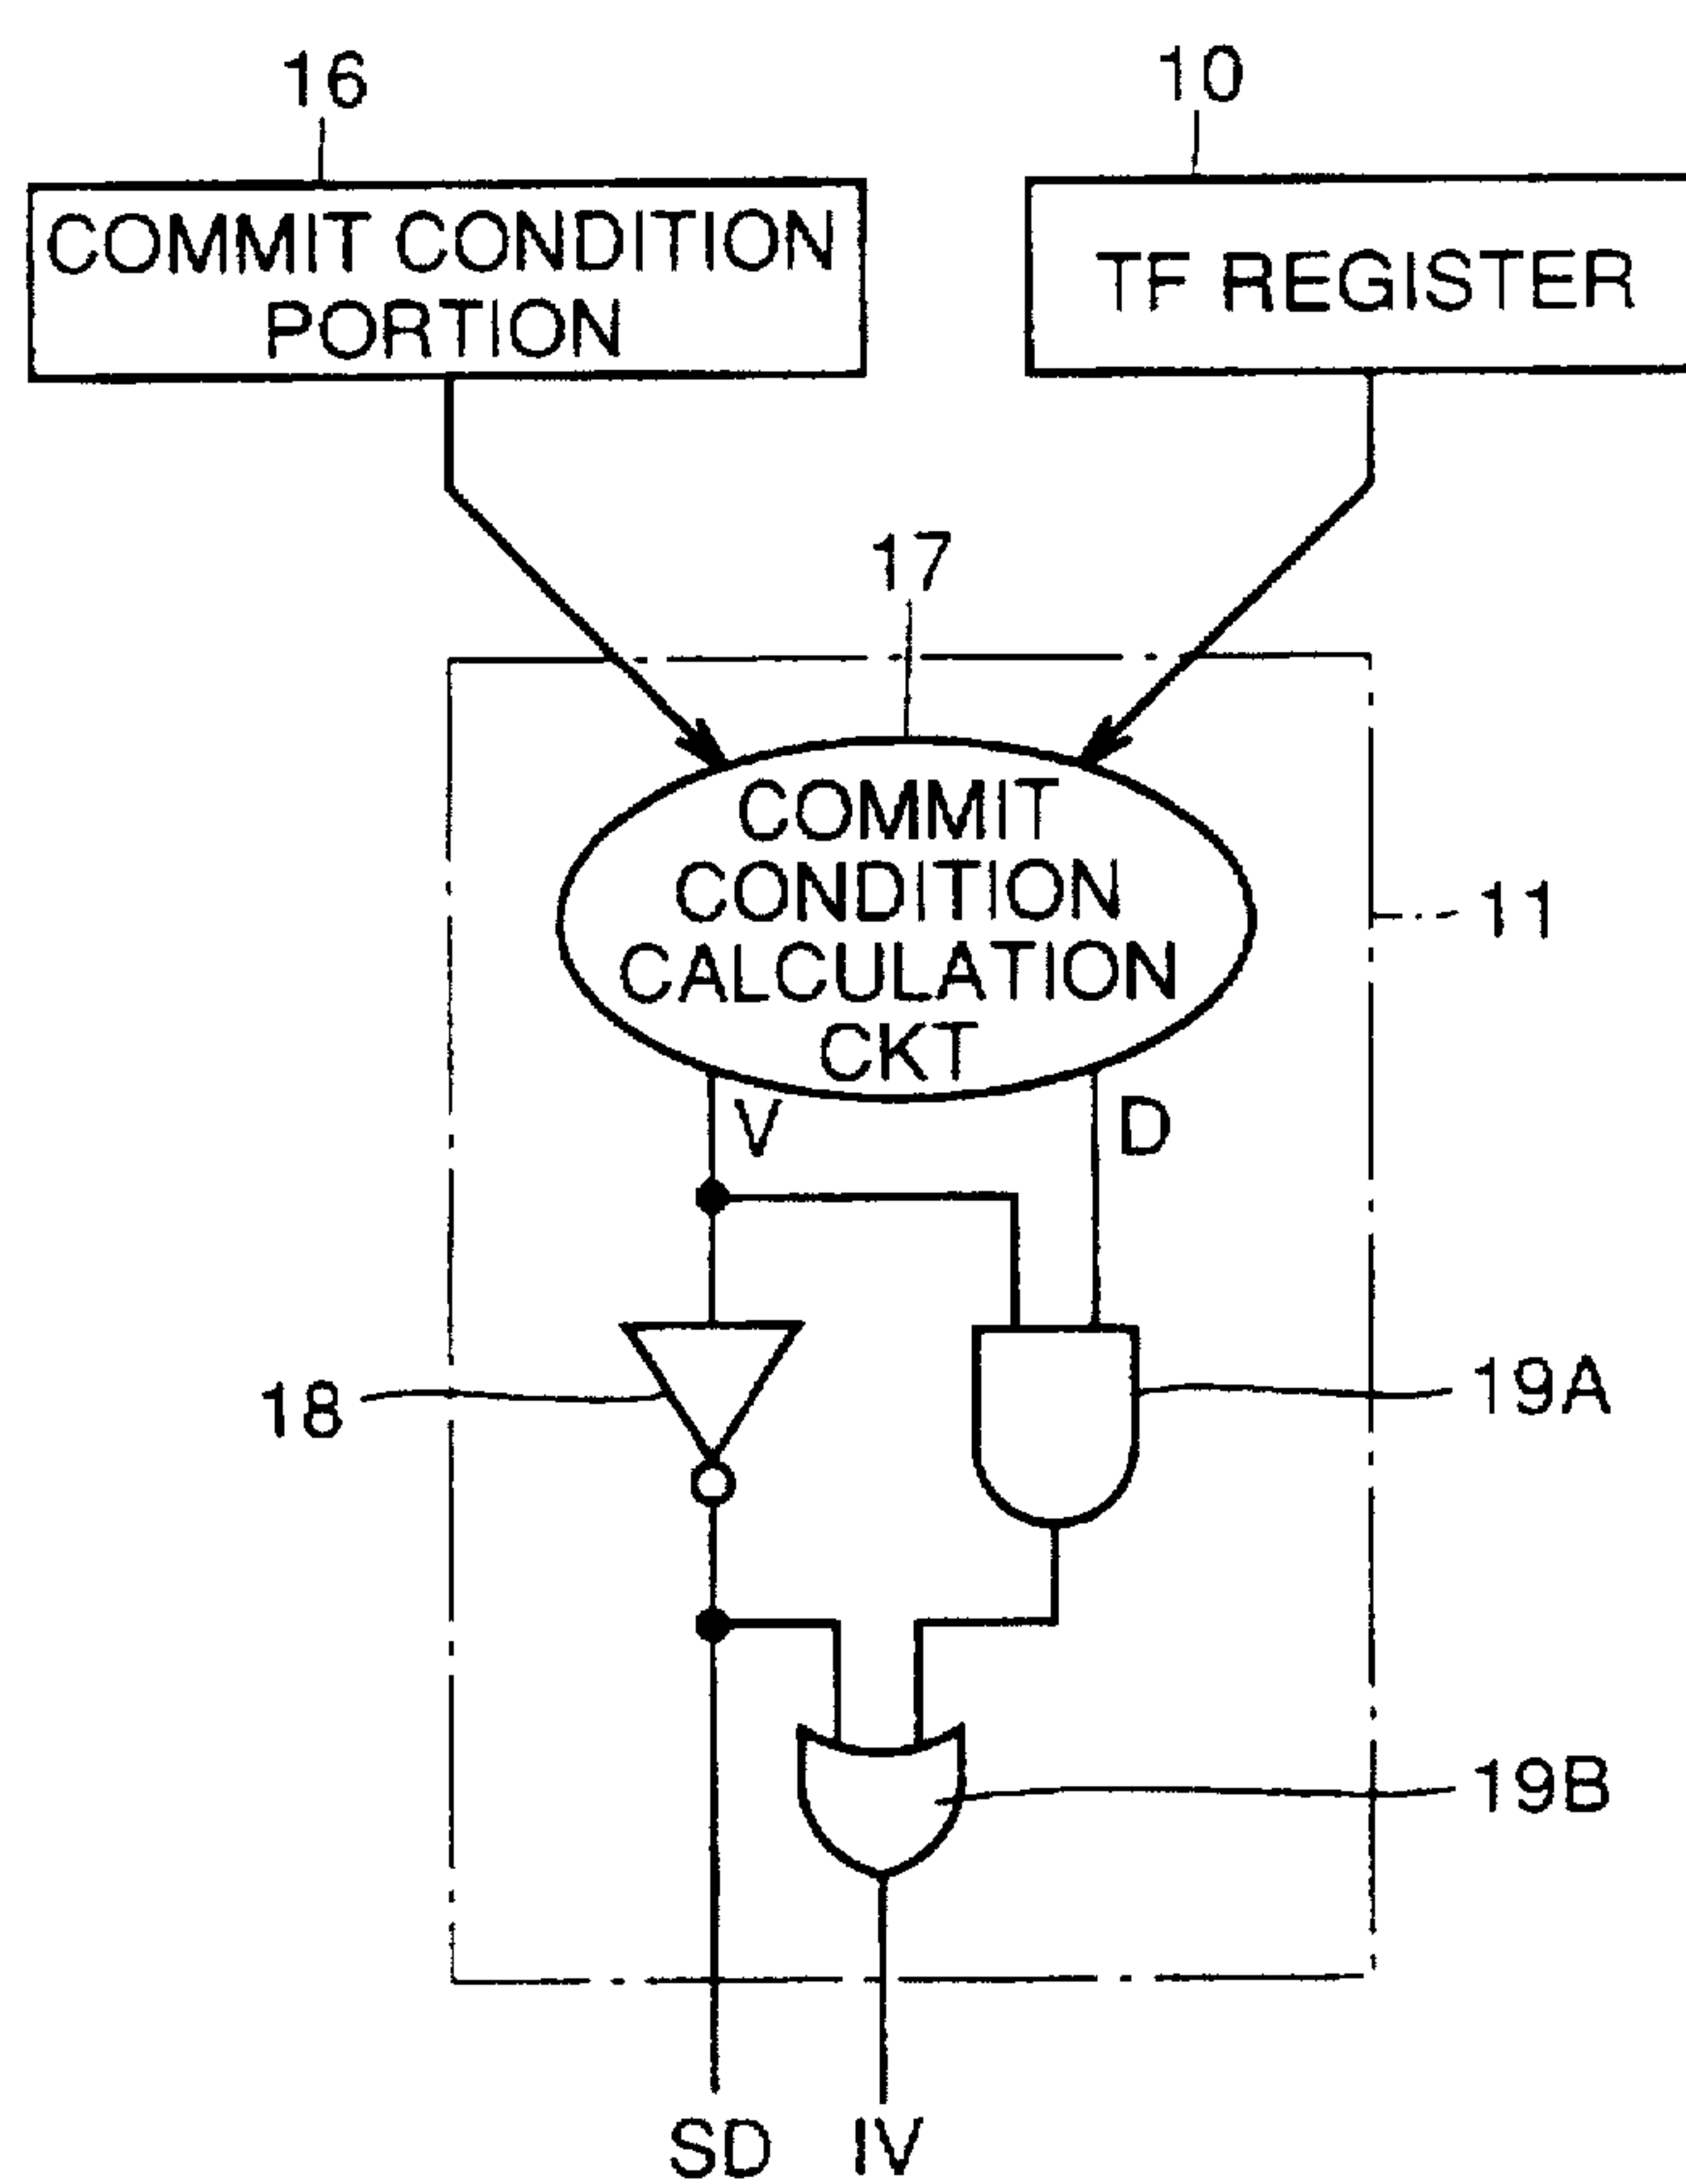 16
10
COMMIT CONDITION
PORTION
TF REGISTER
17
COMMIT
CONDITION
CALCULATION
CKT
11
V
D
18
19A
19B
SD
IV